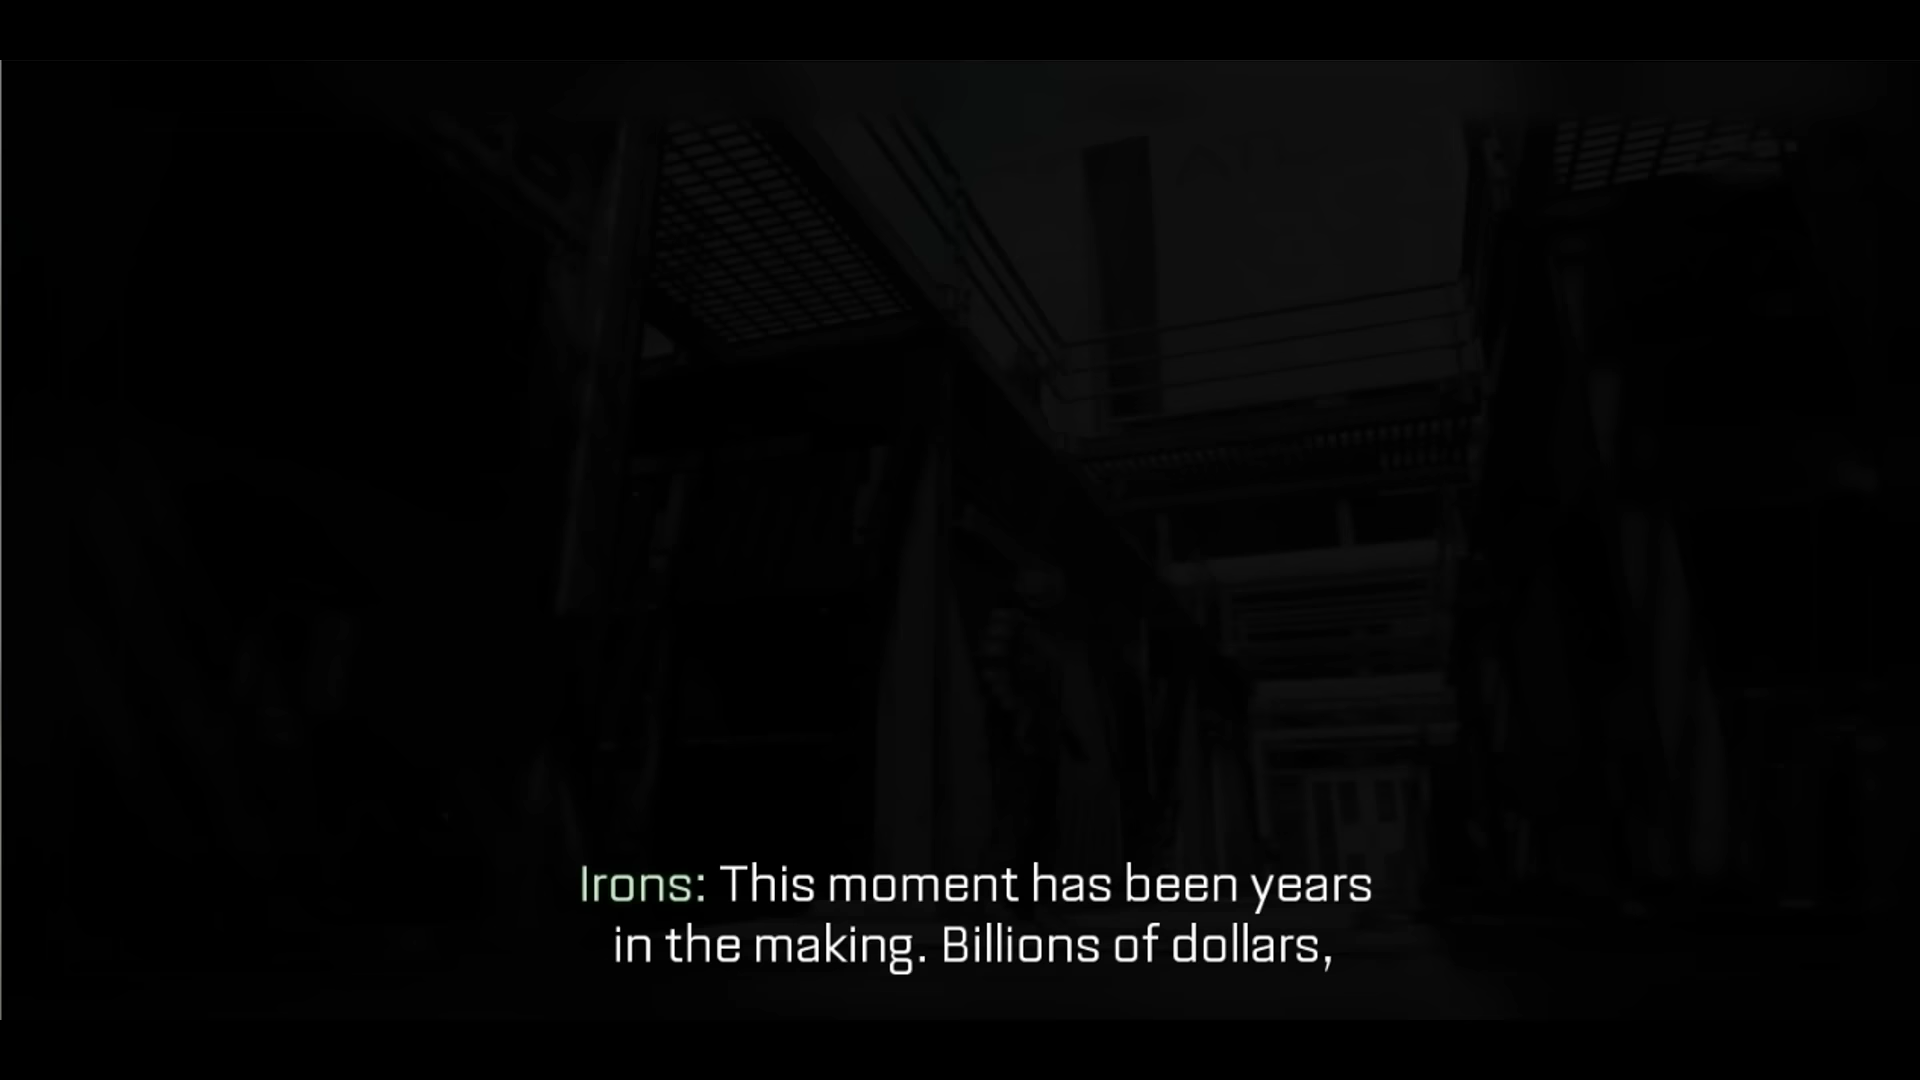 Irons: This moment has been years
in the making. Billions of dollars,